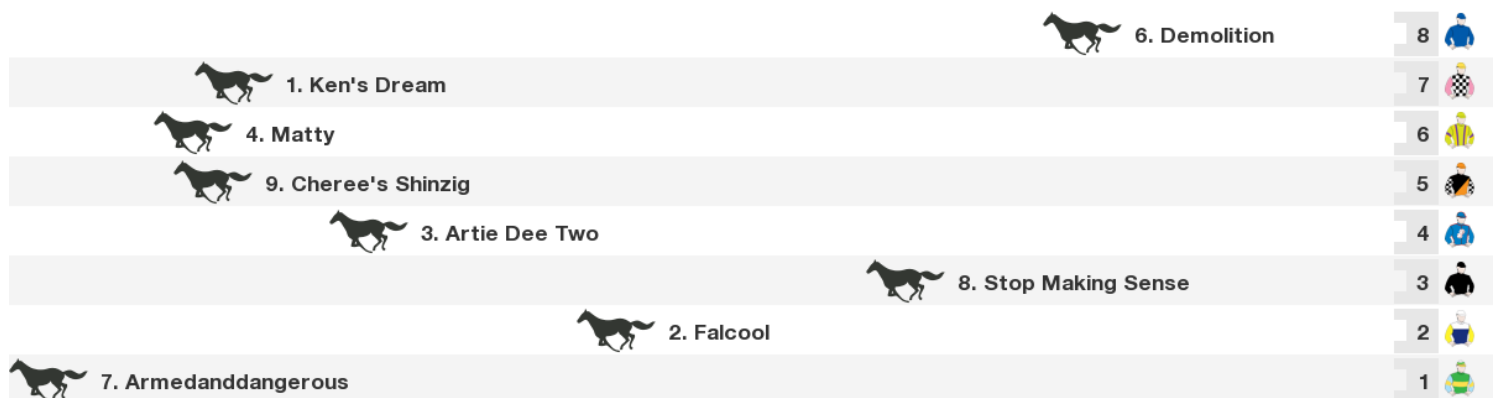 6. Demolition 8
1. Ken's Dream 7
4. Matty 6
9. Cheree's Shinzig 5
3. Artie Dee Two 4
8. Stop Making Sense 3
2. Falcool 2
7. Armedanddangerous 1